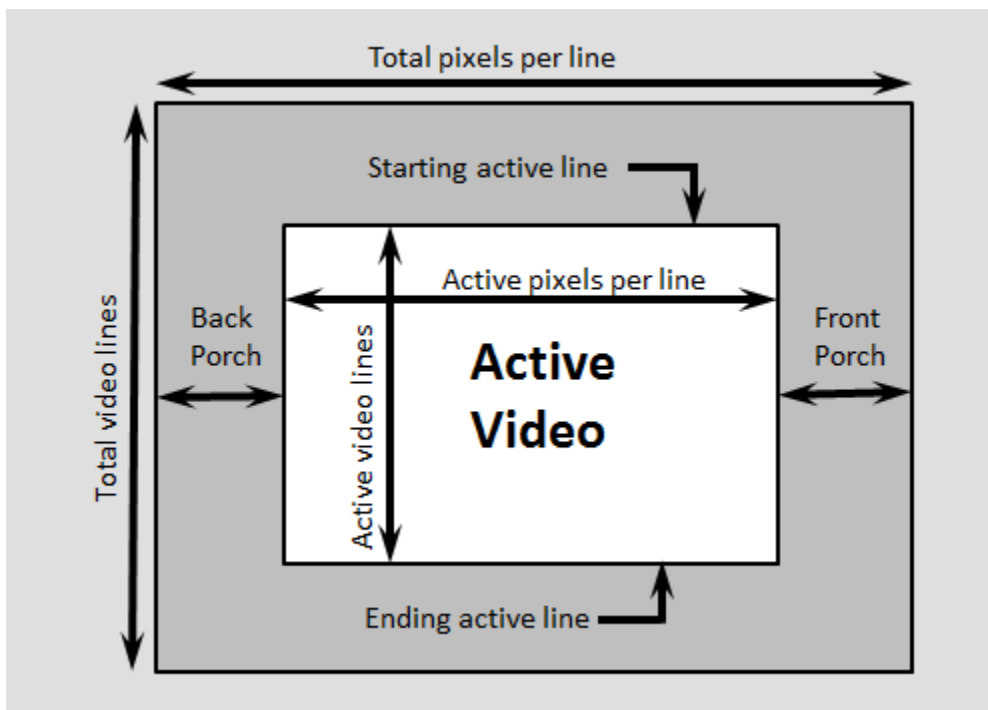 Total pixels per line
Starting active line
Active pixels per line
Back
Porch
Front
Porch
Active
Video
Total video lines
Active video lines
Ending active line